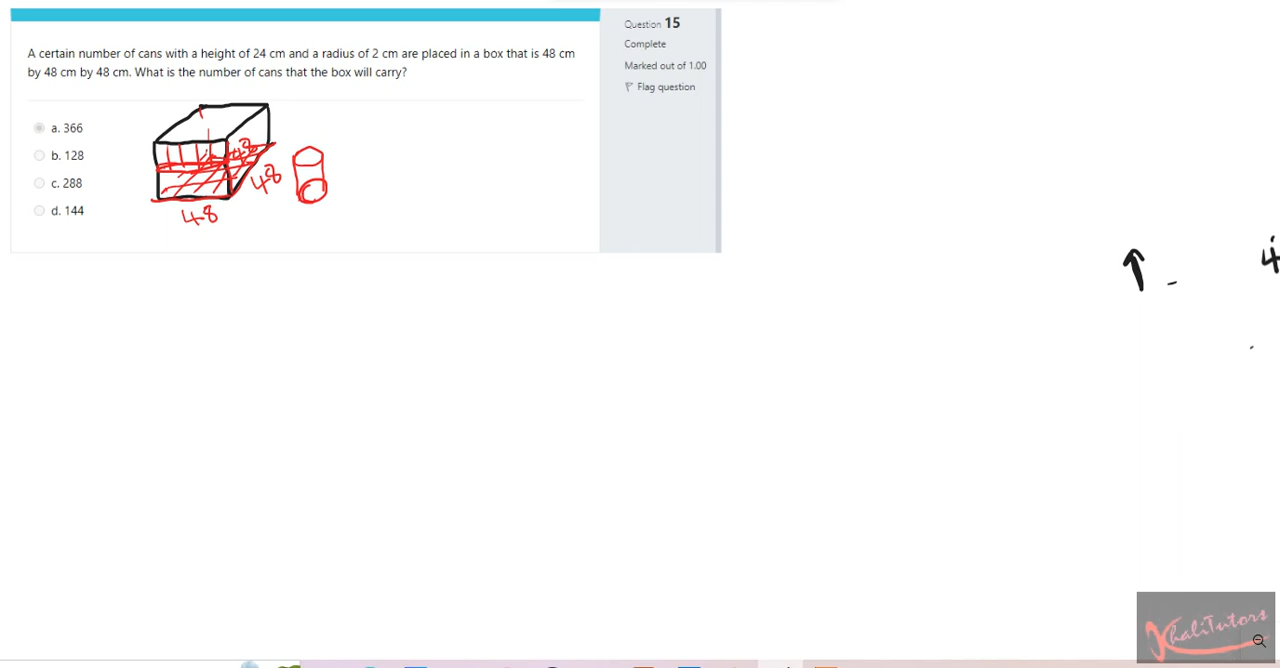 A certain number of cans with a height of 24 cm and a radius of 2 cm are placed in a box that is 48 cm
by 48 cm by 48 cm. What is the number of cans that the box will carry?
a. 366
b. 128
c. 288
d. 144
48
48
48
Question 15
Complete
Marked out of 1.00
Flag question
4
KhaliTutors